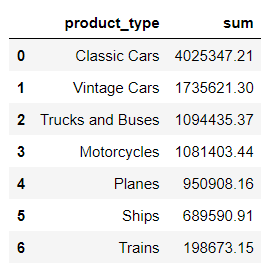 product_type sum
0 Classic Cars 4025347.21
1 Vintage Cars 1735621.30
2 Trucks and Buses 1094435.37
3 Motorcycles 1081403.44
4 Planes 950908.16
5 Ships 689590.91
6 Trains 198673.15